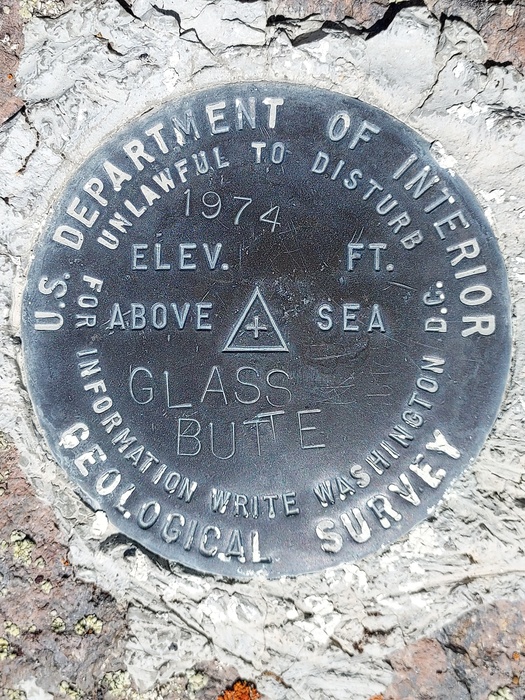 U.S. DEPARTMENT OF INTERIOR
UNLAWFUL TO DISTURB
1974
ELEV. FT.
ABOVE SEA
GLASS
BUTTE
FOR INFORMATION WRITE WASHINGTON D.C.
GEOLOGICAL SURVEY